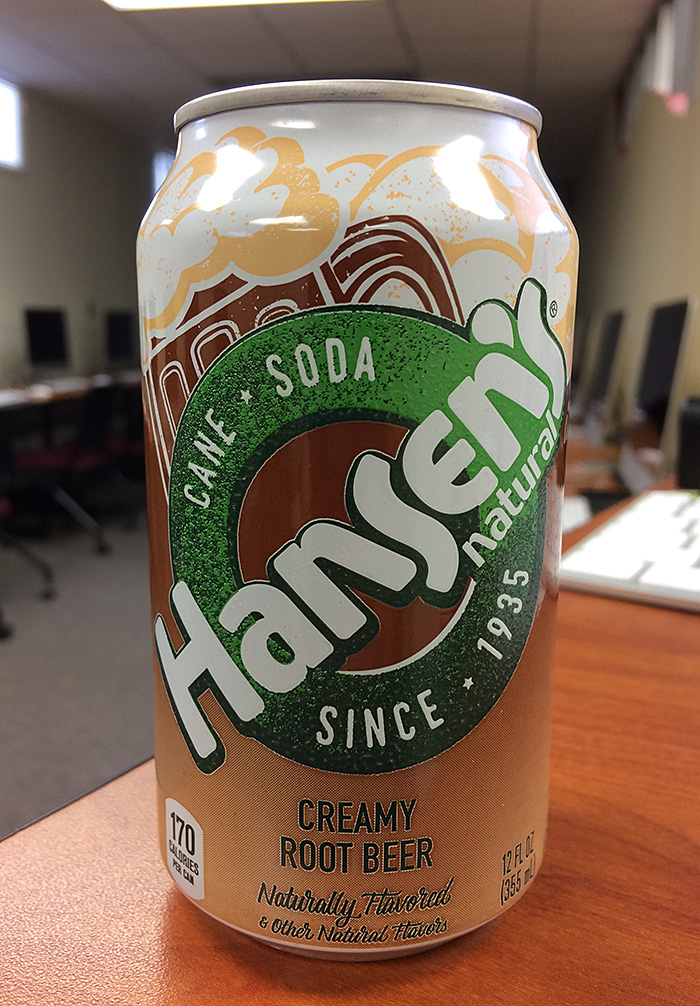 CANE ★ SODA
Hansen's®
natural
SINCE ★ 1935
CREAMY
ROOT BEER
170
CALORIES
PER CAN
12 FL OZ
(355 mL)
Naturally Flavored
& Other Natural Flavors